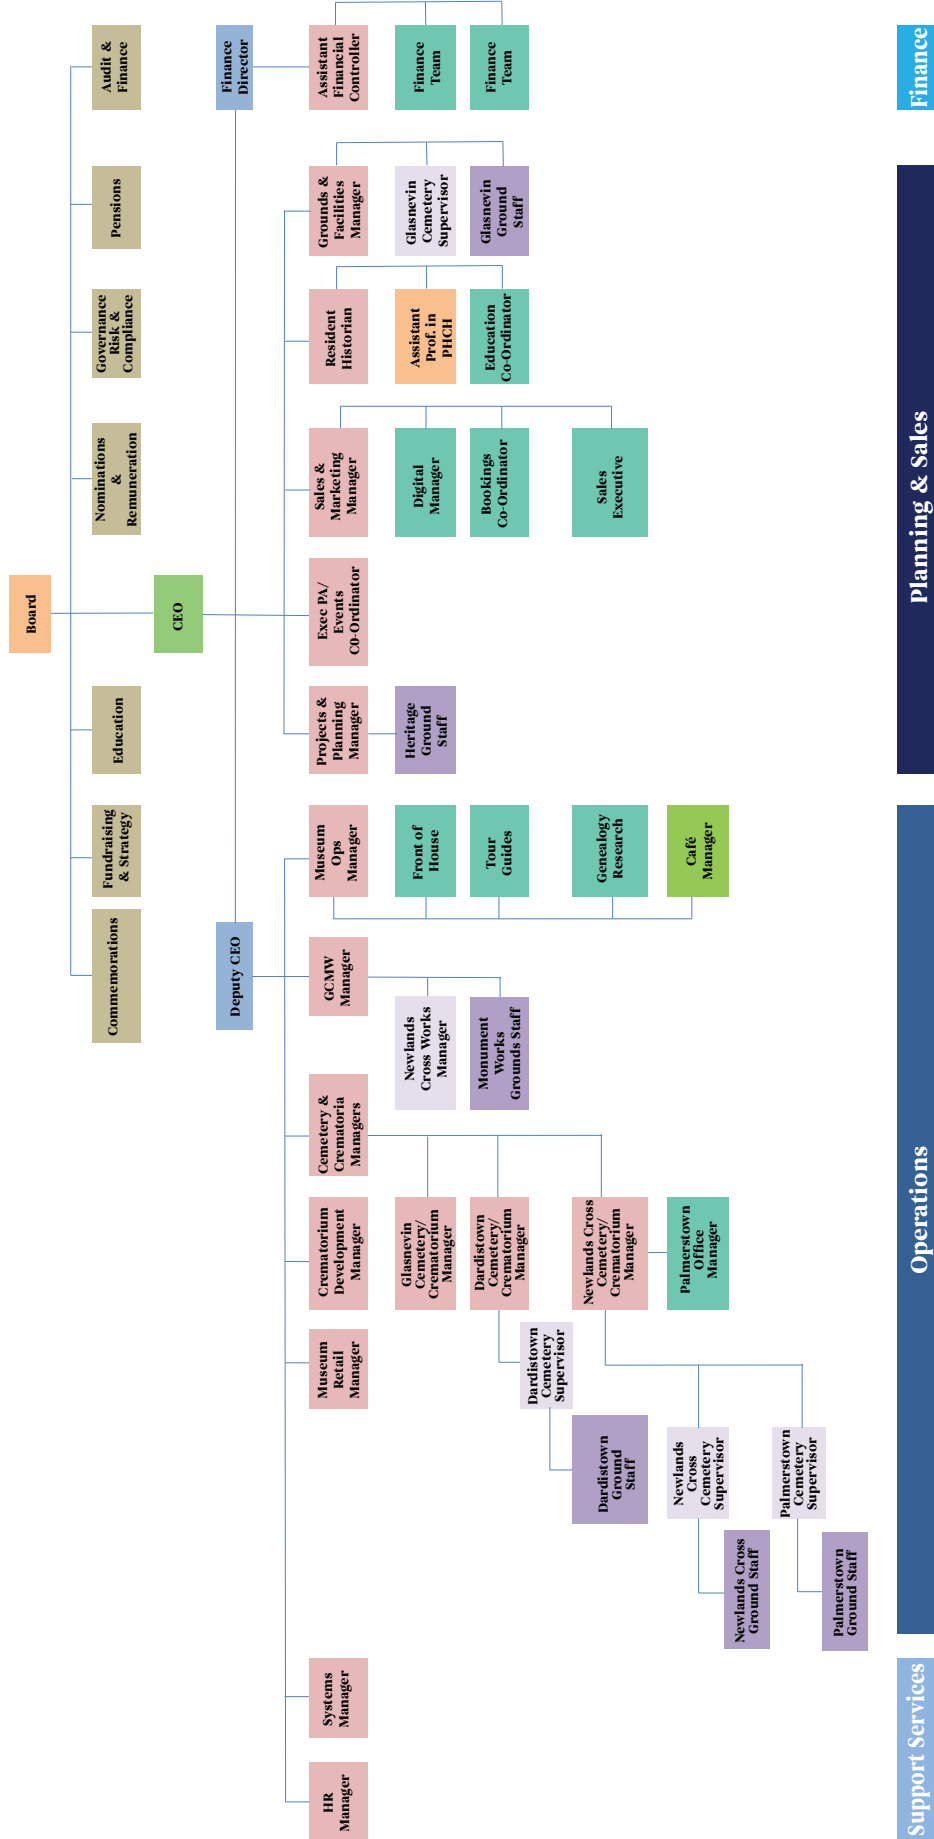 Board
Commemorations
Fundraising
& Strategy
Education
Nominations
&
Remuneration
Governance
Risk &
Compliance
Pensions
Audit &
Finance
CEO
Deputy CEO
Finance
Director
HR
Manager
Systems
Manager
Museum
Retail
Manager
Crematorium
Development
Manager
Cemetery &
Crematoria
Managers
GCMW
Manager
Museum
Ops
Manager
Projects &
Planning
Manager
Exec PA/
Events
C0-Ordinator
Sales &
Marketing
Manager
Resident
Historian
Grounds &
Facilities
Manager
Assistant
Financial
Controller
Glasnevin
Cemetery/
Crematorium
Manager
Newlands
Cross Works
Manager
Front of
House
Heritage
Ground
Staff
Digital
Manager
Assistant
Prof. in
PHCH
Glasnevin
Cemetery
Supervisor
Finance
Team
Dardistown
Cemetery/
Crematorium
Manager
Monument
Works
Grounds Staff
Tour
Guides
Bookings
Co-Ordinator
Education
Co-Ordinator
Glasnevin
Ground
Staff
Finance
Team
Dardistown
Cemetery
Supervisor
Dardistown
Ground
Staff
Newlands Cross
Cemetery/
Crematorium
Manager
Genealogy
Research
Sales
Executive
Newlands
Cross
Cemetery
Supervisor
Palmerstown
Office
Manager
Café
Manager
Newlands Cross
Ground Staff
Palmerstown
Cemetery
Supervisor
Palmerstown
Ground Staff
Support Services
Operations
Planning & Sales
Finance